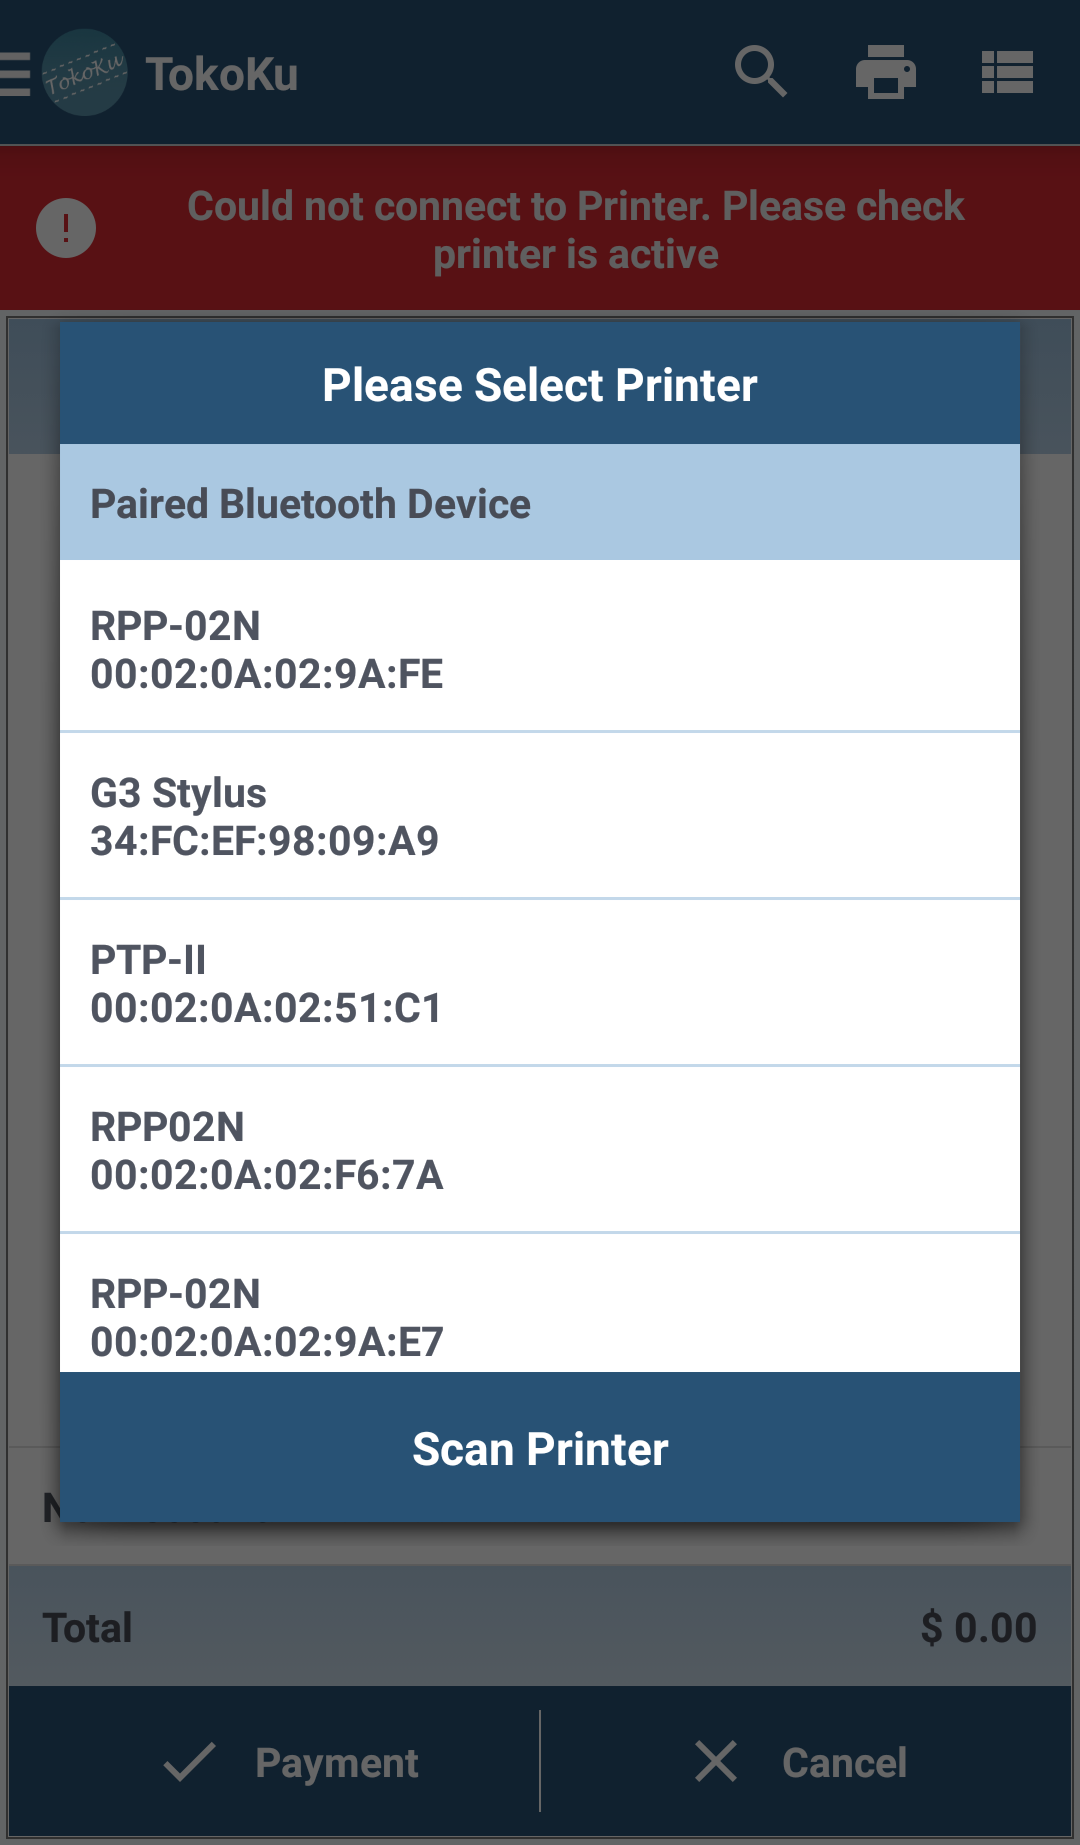 TokoKu
TokoKu
Could not connect to Printer. Please check
printer is active
Please Select Printer
Paired Bluetooth Device
RPP-02N
00:02:0A:02:9A:FE
G3 Stylus
34:FC:EF:98:09:A9
PTP-II
00:02:0A:02:51:C1
RPP02N
00:02:0A:02:F6:7A
RPP-02N
00:02:0A:02:9A:E7
Scan Printer
Total
$ 0.00
Payment
Cancel